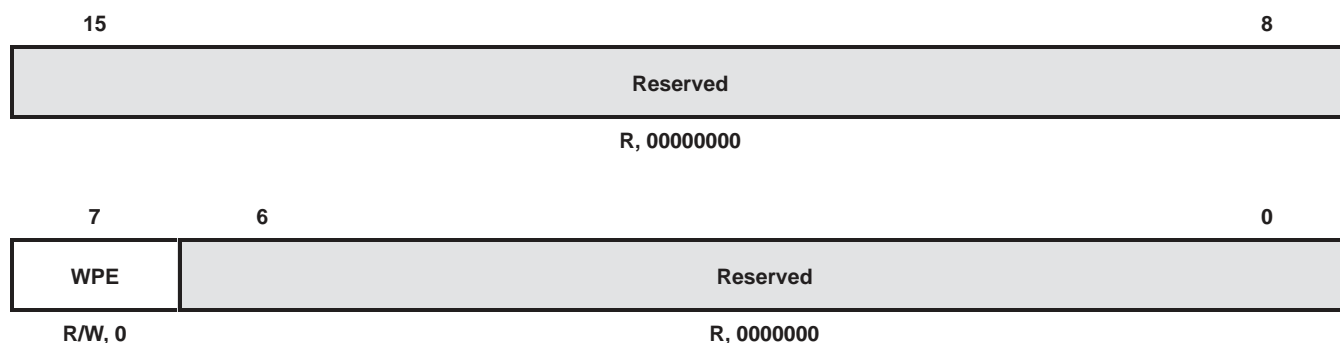 15 8
Reserved
R, 00000000
7 6 0
WPE Reserved
R/W, 0 R, 0000000